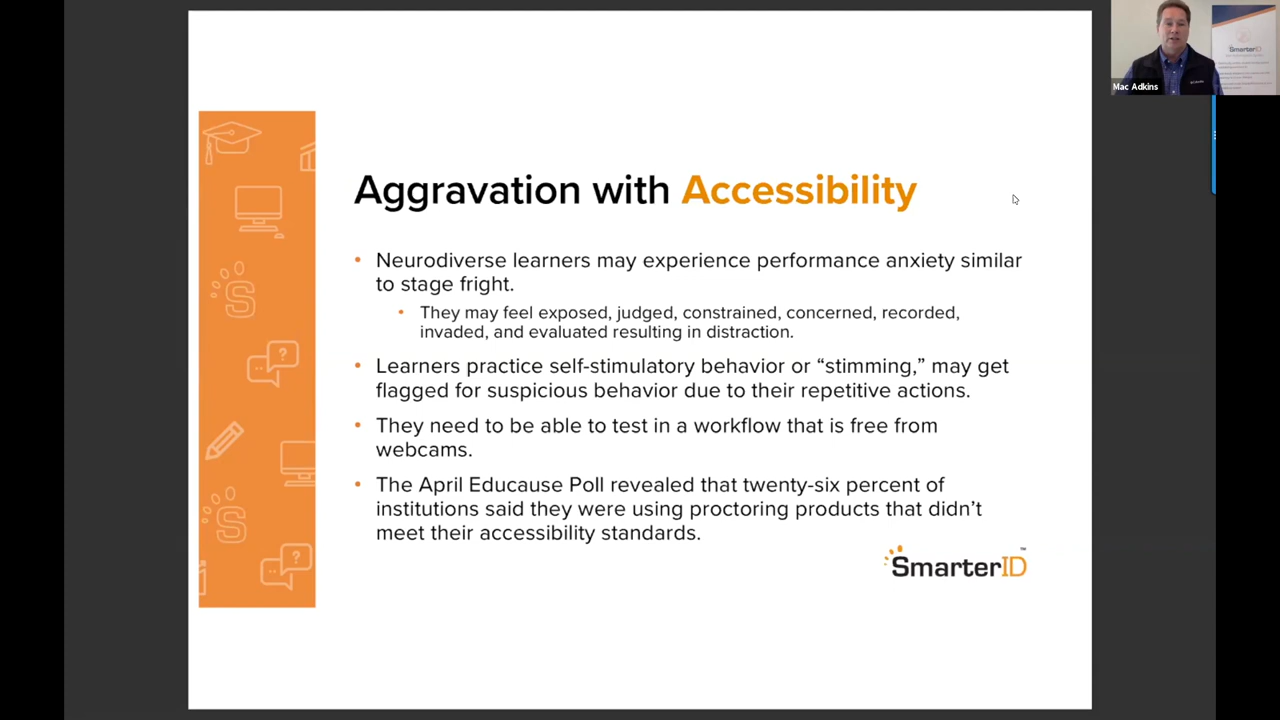 SmarterID
Mac Adkins
Aggravation with Accessibility
• Neurodiverse learners may experience performance anxiety similar
to stage fright.
• They may feel exposed, judged, constrained, concerned, recorded,
invaded, and evaluated resulting in distraction.
• Learners practice self-stimulatory behavior or “stimming,” may get
flagged for suspicious behavior due to their repetitive actions.
• They need to be able to test in a workflow that is free from
webcams.
• The April Educause Poll revealed that twenty-six percent of
institutions said they were using proctoring products that didn’t
meet their accessibility standards.
SmarterID™